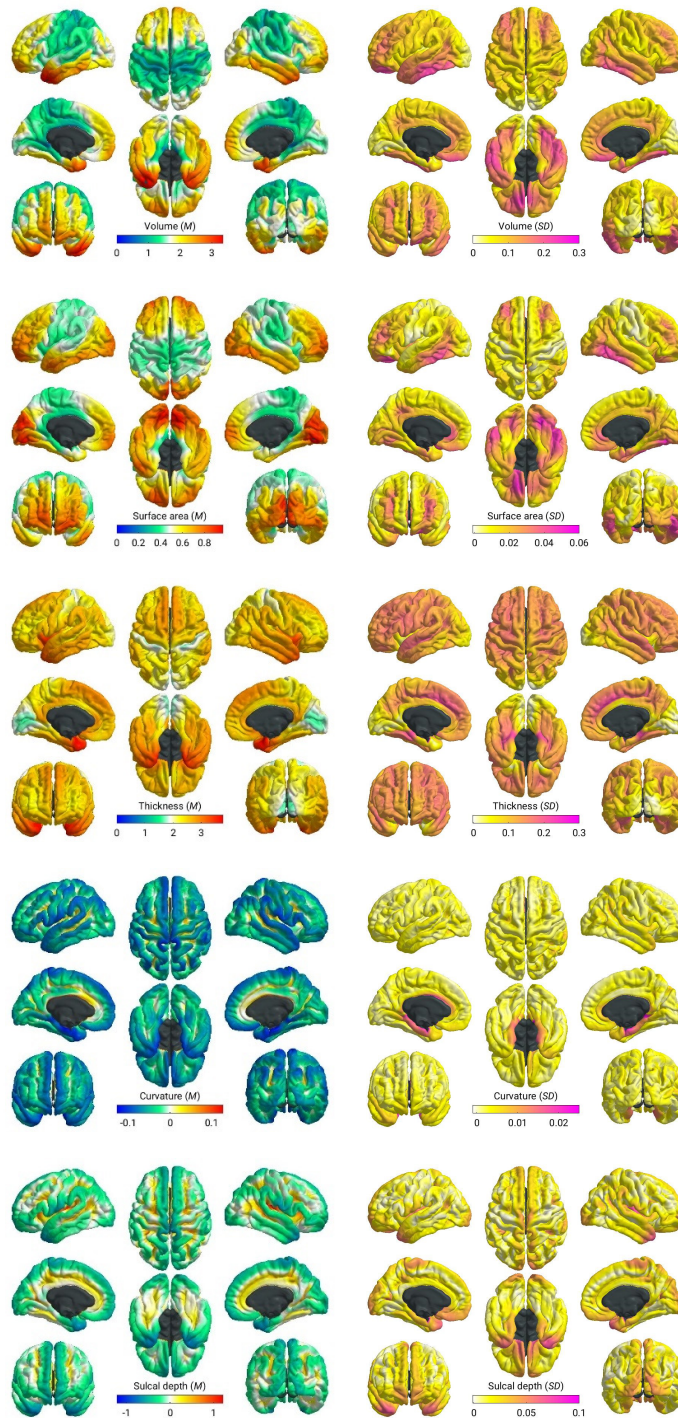 Volume (M)
0 1 2 3
Volume (SD)
0 0.1 0.2 0.3
Surface area (M)
0 0.2 0.4 0.6 0.8
Surface area (SD)
0 0.02 0.04 0.06
Thickness (M)
0 1 2 3
Thickness (SD)
0 0.1 0.2 0.3
Curvature (M)
-0.1 0 0.1
Curvature (SD)
0 0.01 0.02
Sulcal depth (M)
-1 0 1
Sulcal depth (SD)
0 0.05 0.1